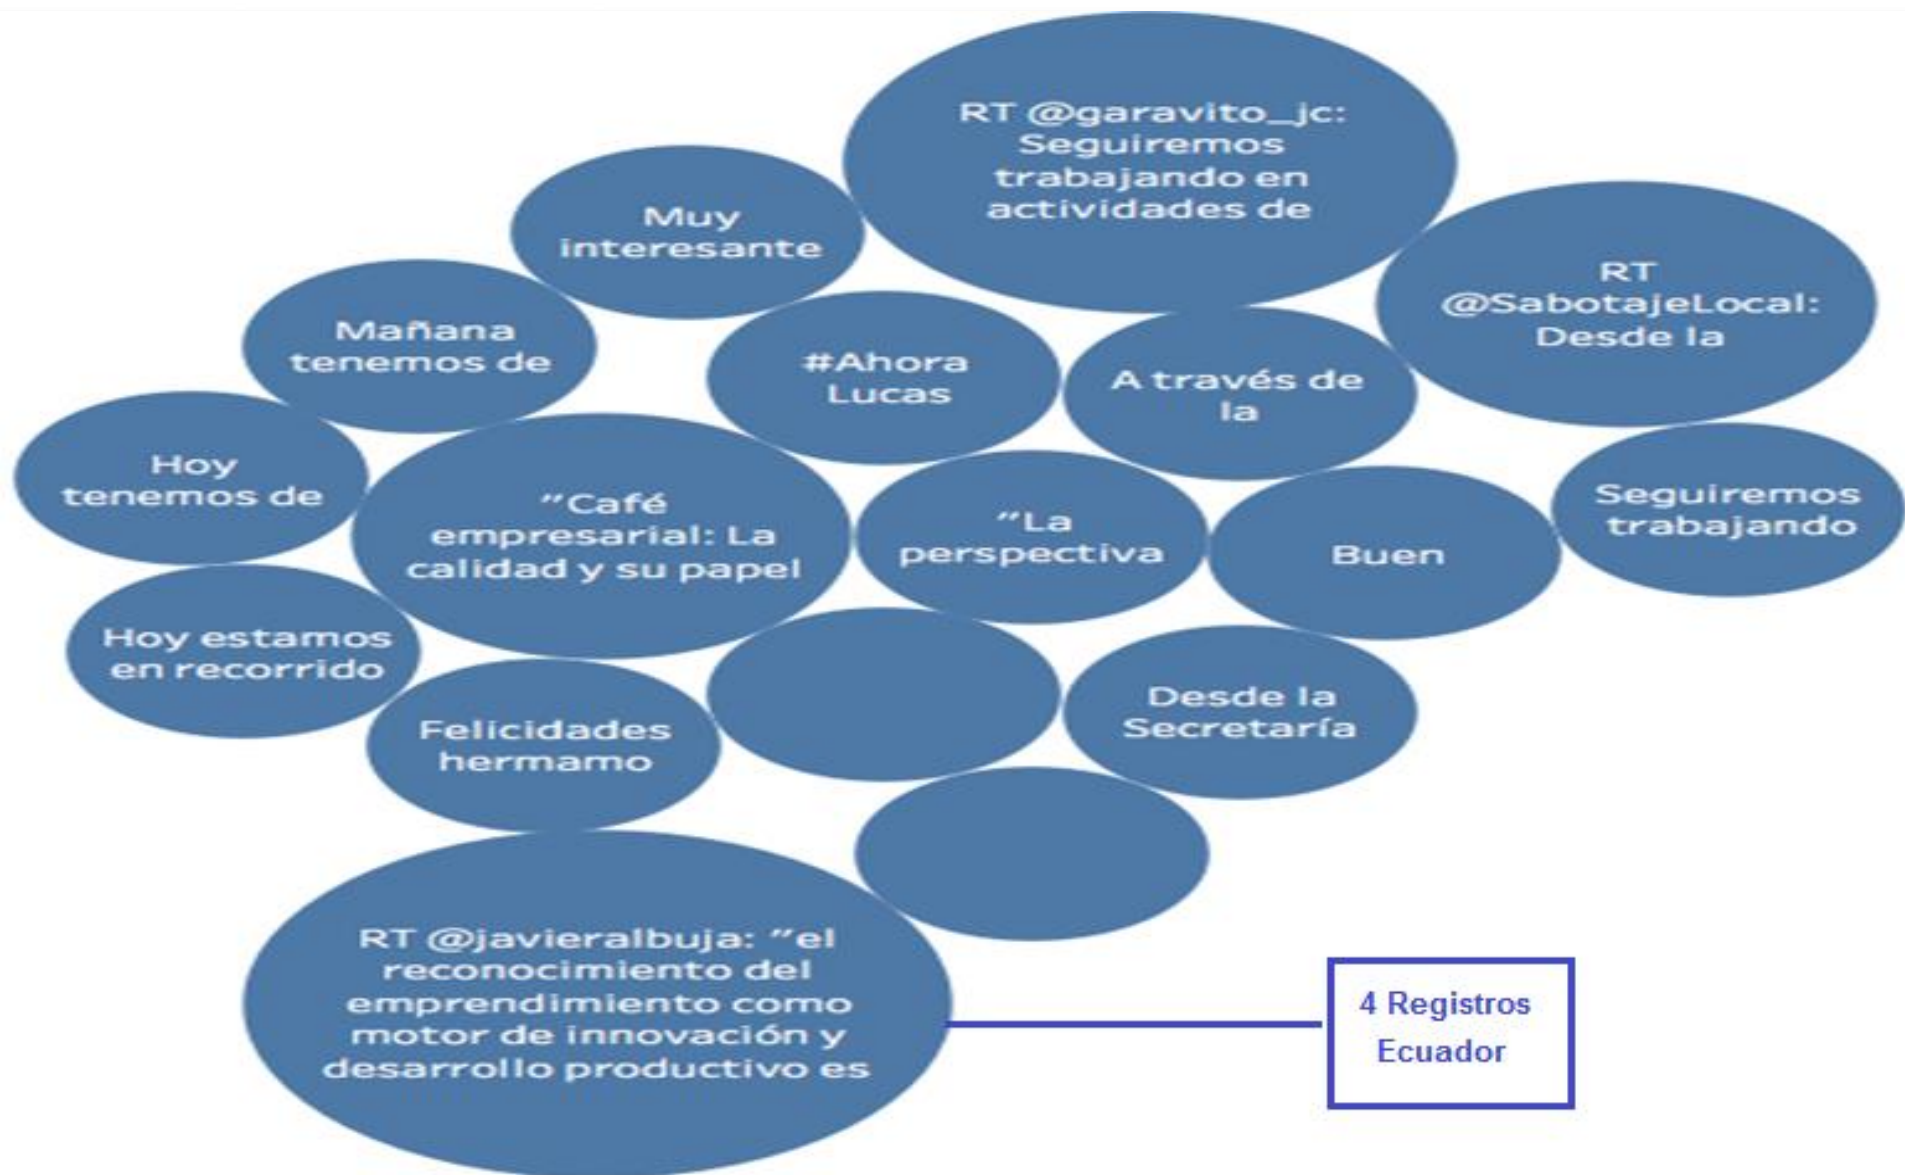 RT @garavito_jc:
Seguiremos
trabajando en
actividades de
Muy
interesante
RT
@SabotajeLocal:
Desde la
Mañana
tenemos de
#Ahora
Lucas
A través de
la
Hoy
tenemos de
"Café
empresarial: La
calidad y su papel
"La
perspectiva
Buen
Seguiremos
trabajando
Hoy estamos
en recorrido
Felicidades
hermamo
Desde la
Secretaría
RT @javieralbuja: "el
reconocimiento del
emprendimiento como
motor de innovación y
desarrollo productivo es
4 Registros
Ecuador